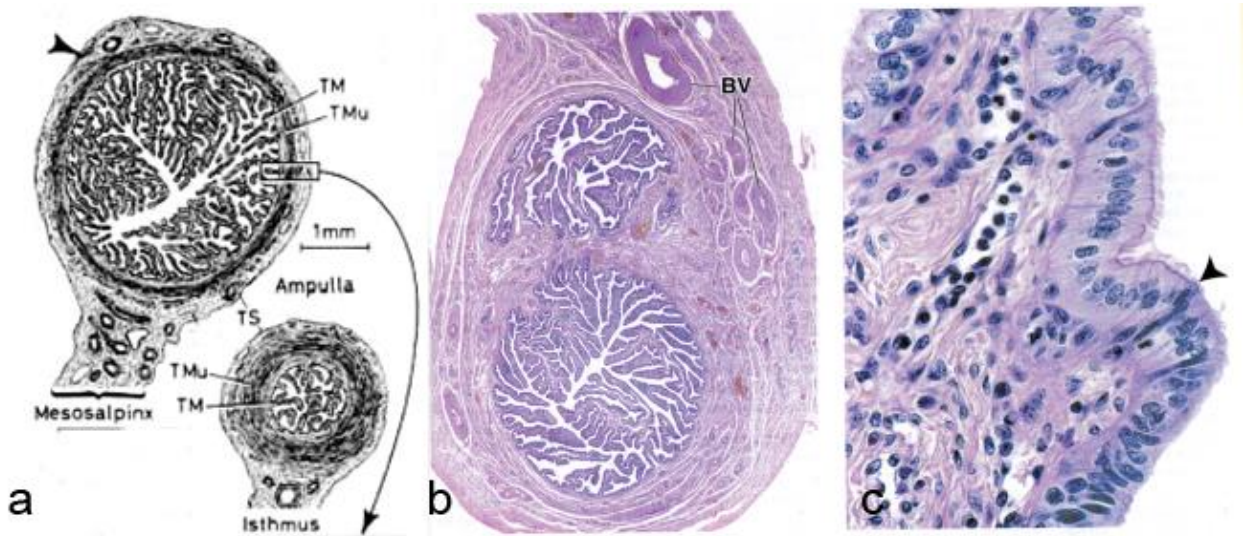 TM
TMu
1mm
Ampulla
TS
TMu
TM
Mesosalpinx
Isthmus
a
BV
b
c